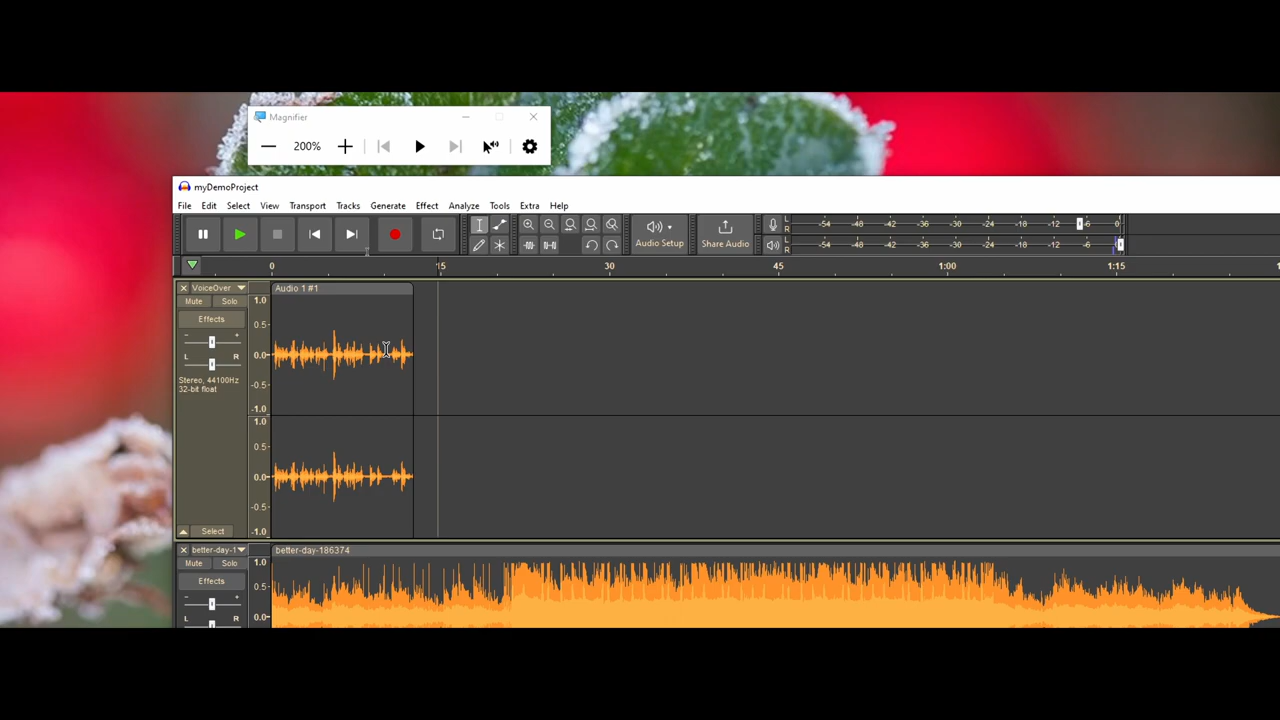 Magnifier
200%
myDemoProject
File Edit Select View Transport Tracks Generate Effect Analyze Tools Extra Help
Audio Setup
Share Audio
L
R
-54 -48 -42 -36 -30 -24 -18 -12 -6 0
L
R
-54 -48 -42 -36 -30 -24 -18 -12 -6 0
0 15 30 45 1:00 1:15
VoiceOver
Audio 1 #1
Mute Solo
Effects
- +
L R
Stereo, 44100Hz
32-bit float
Select
1.0
0.5
0.0
-0.5
-1.0
1.0
0.5
0.0
-0.5
-1.0
better-day-1
better-day-186374
Mute Solo
Effects
- +
L R
1.0
0.5
0.0